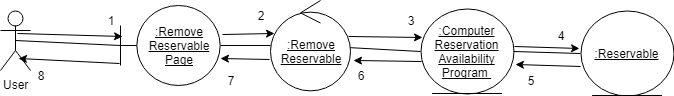 1
2
3
4
:Remove
Reservable
Page
:Remove
Reservable
:Computer
Reservation
Availability
Program
:Reservable
User
8
7
6
5